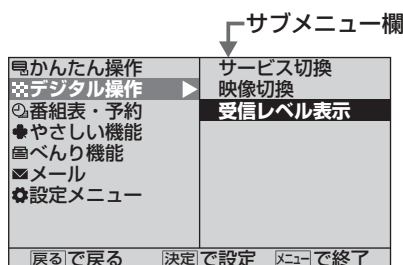 サブメニュー欄
かんたん操作
デジタル操作
番組表・予約
やさしい機能
べんり機能
メール
設定メニュー
サービス切換
映像切換
受信レベル表示
戻るで戻る 決定で設定 メニューで終了